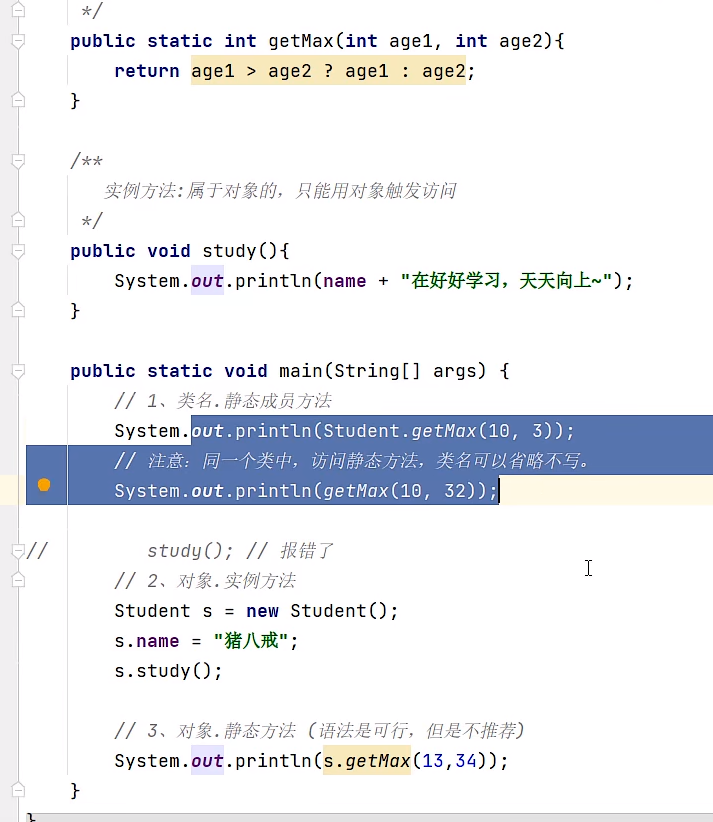 */
public static int getMax(int age1, int age2){
return age1 > age2 ? age1 : age2;
}
/**
实例方法:属于对象的，只能用对象触发访问
*/
public void study(){
System.out.println(name + "在好好学习，天天向上~");
}
public static void main(String[] args) {
// 1、类名.静态成员方法
System.out.println(Student.getMax(10, 3));
// 注意：同一个类中，访问静态方法，类名可以省略不写。
System.out.println(getMax(10, 32));
// study(); // 报错了
// 2、对象.实例方法
Student s = new Student();
s.name = "猪八戒";
s.study();
// 3、对象.静态方法 (语法是可行，但是不推荐)
System.out.println(s.getMax(13,34));
}
}